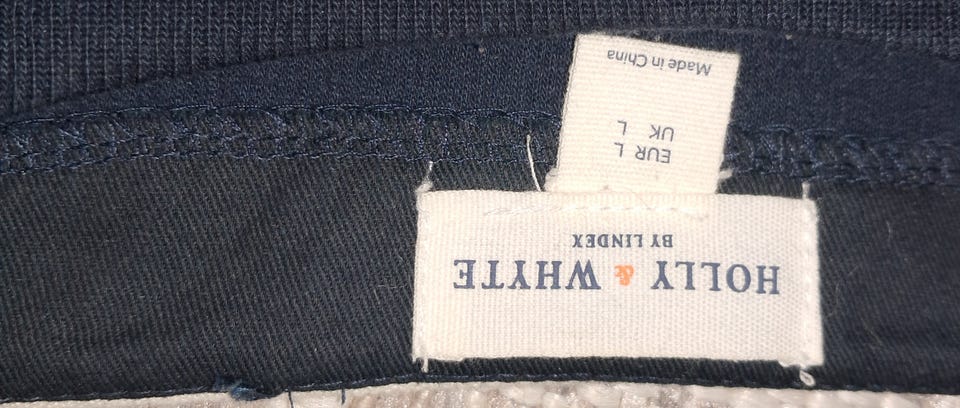 HOLLY & WHYTE
BY LINDEX
EUR L
UK L
Made in China